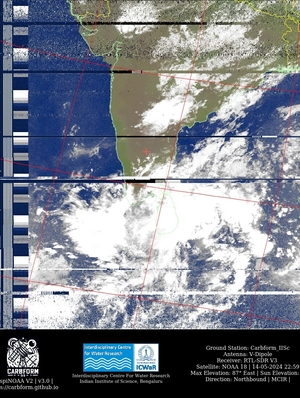 CARBFORM
spiNOAA V2 | v3.0 |
s://carbform.github.io
Interdisciplinary Centre
for Water Research
ICWaR
Interdisciplinary Centre For Water Research
Indian Institute of Science, Bengaluru
Ground Station: Carbform_IISc
Antenna: V-Dipole
Receiver: RTL-SDR V3
Satellite: NOAA 18 | 14-05-2024 22:59
Max Elevation: 87° East | Sun Elevation:
Direction: Northbound | MCIR |